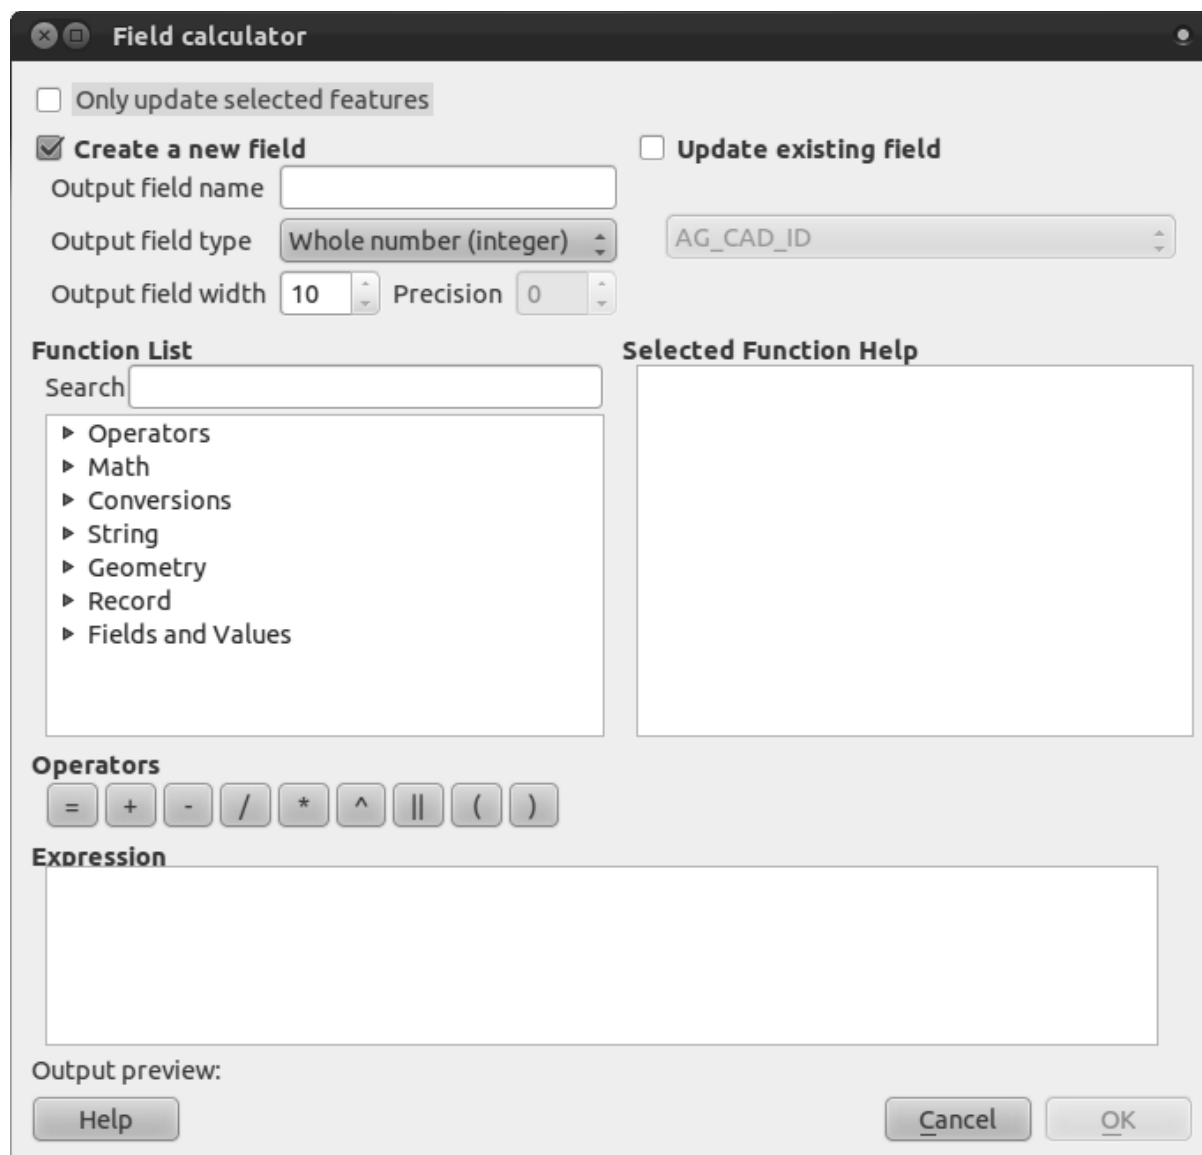 Field calculator
Only update selected features
Create a new field
Update existing field
Output field name
Output field type Whole number (integer)
AG_CAD_ID
Output field width 10 Precision 0
Function List
Selected Function Help
Search
Operators
Math
Conversions
String
Geometry
Record
Fields and Values
Operators
= + - / * ^ || ( )
Expression
Output preview:
Help Cancel OK